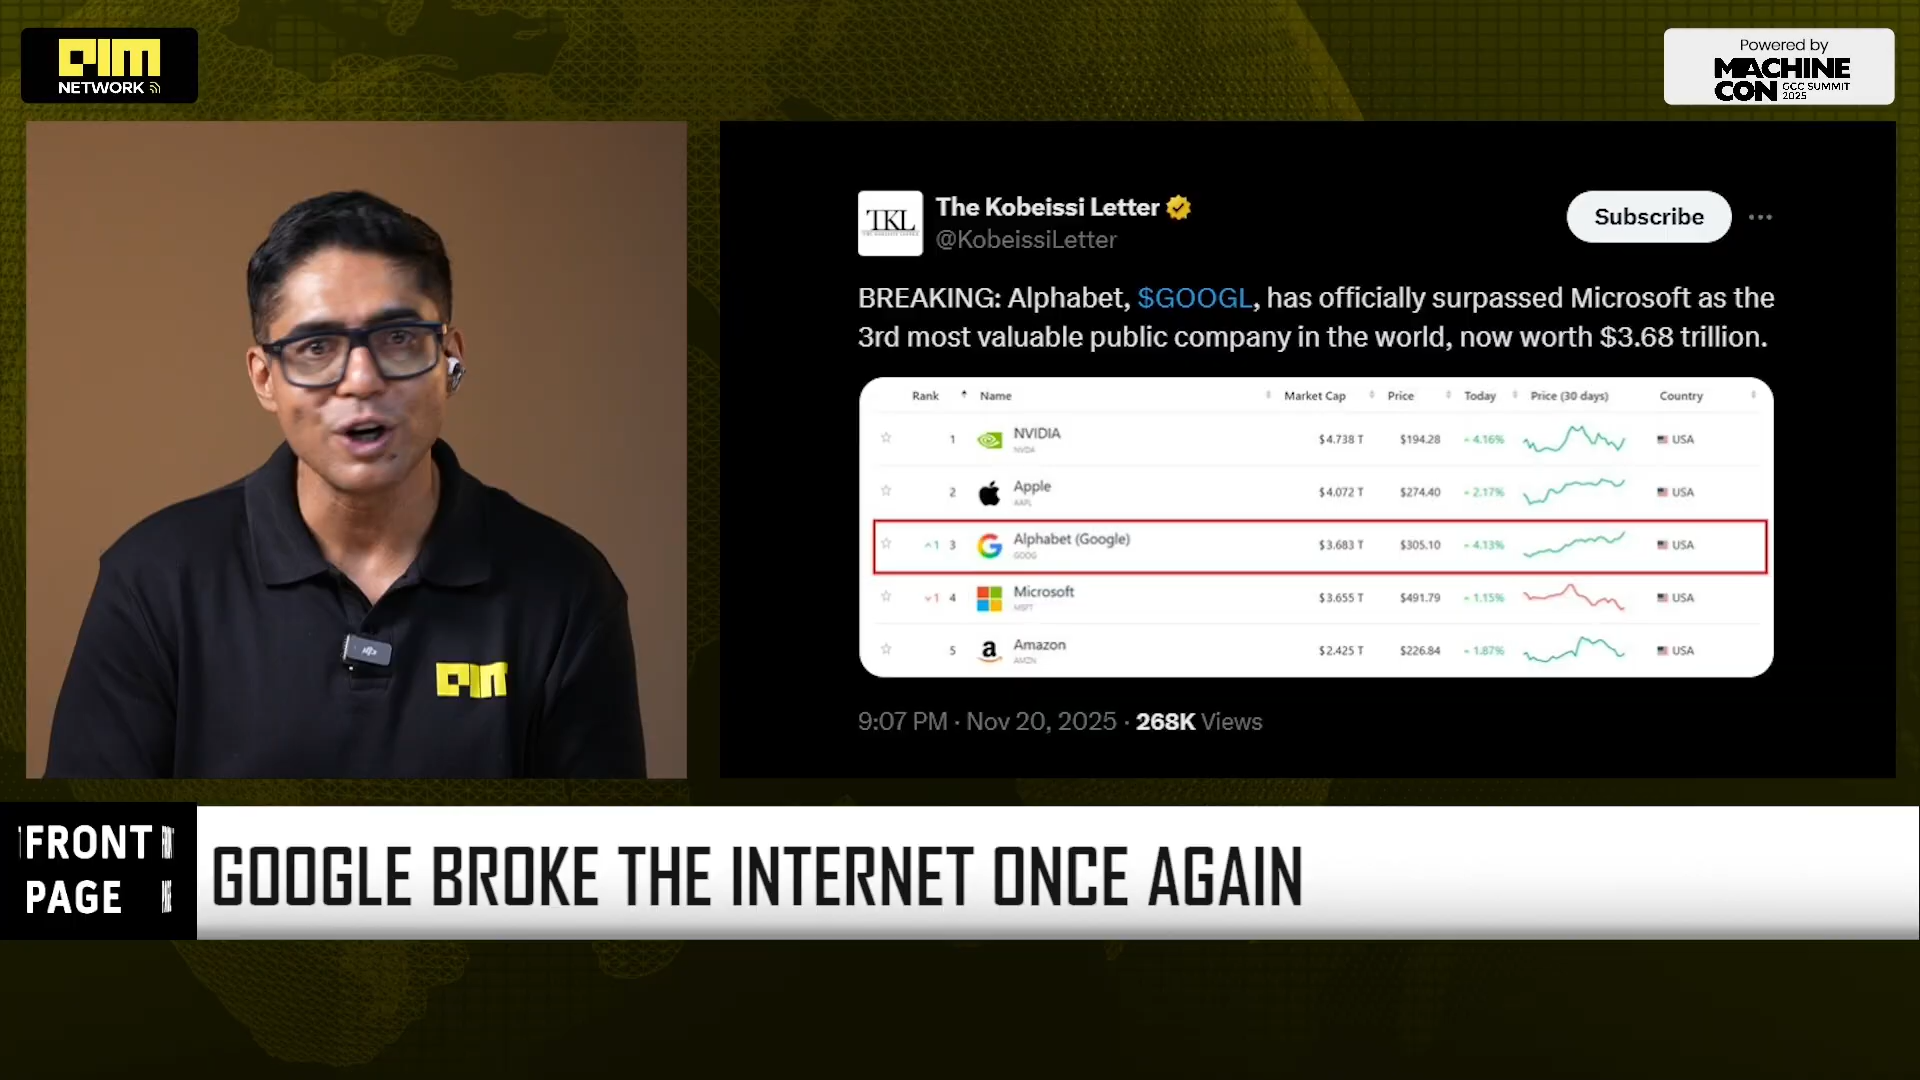 AIM
NETWORK
Powered by
MACHINE
CON GCC SUMMIT
2025
AIM
TKL
The Kobeissi Letter
@KobeissiLetter
Subscribe
BREAKING: Alphabet, $GOOGL, has officially surpassed Microsoft as the
3rd most valuable public company in the world, now worth $3.68 trillion.
Rank Name Market Cap Price Today Price (30 days) Country
1 NVIDIA $4.738 T $194.28 4.16% USA
NVDA
2 Apple $4.072 T $274.40 2.17% USA
AAPL
1 3 Alphabet (Google) $3.683 T $305.10 4.13% USA
GOOG
1 4 Microsoft $3.655 T $491.79 1.15% USA
MSFT
5 Amazon $2.425 T $226.84 1.87% USA
AMZN
9:07 PM · Nov 20, 2025 · 268K Views
FRONT
PAGE
GOOGLE BROKE THE INTERNET ONCE AGAIN